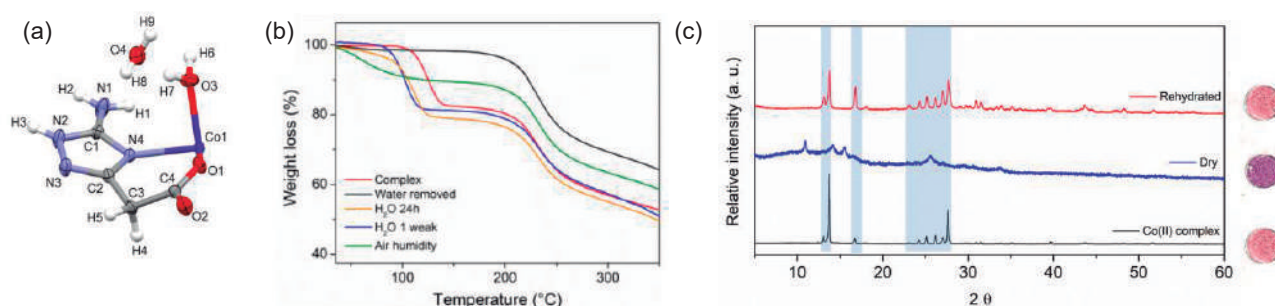 (a)
H9
O4
H6
H8
H7
O3
H2
N1
H1
H3
N2
C1
N4
Co1
N3
C2
C3
C4
O1
H5
O2
H4
(b)
Weight loss (%)
100
80
60
40
Complex
Water removed
H₂O 24h
H₂O 1 weak
Air humidity
100
200
300
Temperature (°C)
(c)
Relative intensity (a. u.)
Rehydrated
Dry
Co(II) complex
10
20
30
40
50
60
2 θ